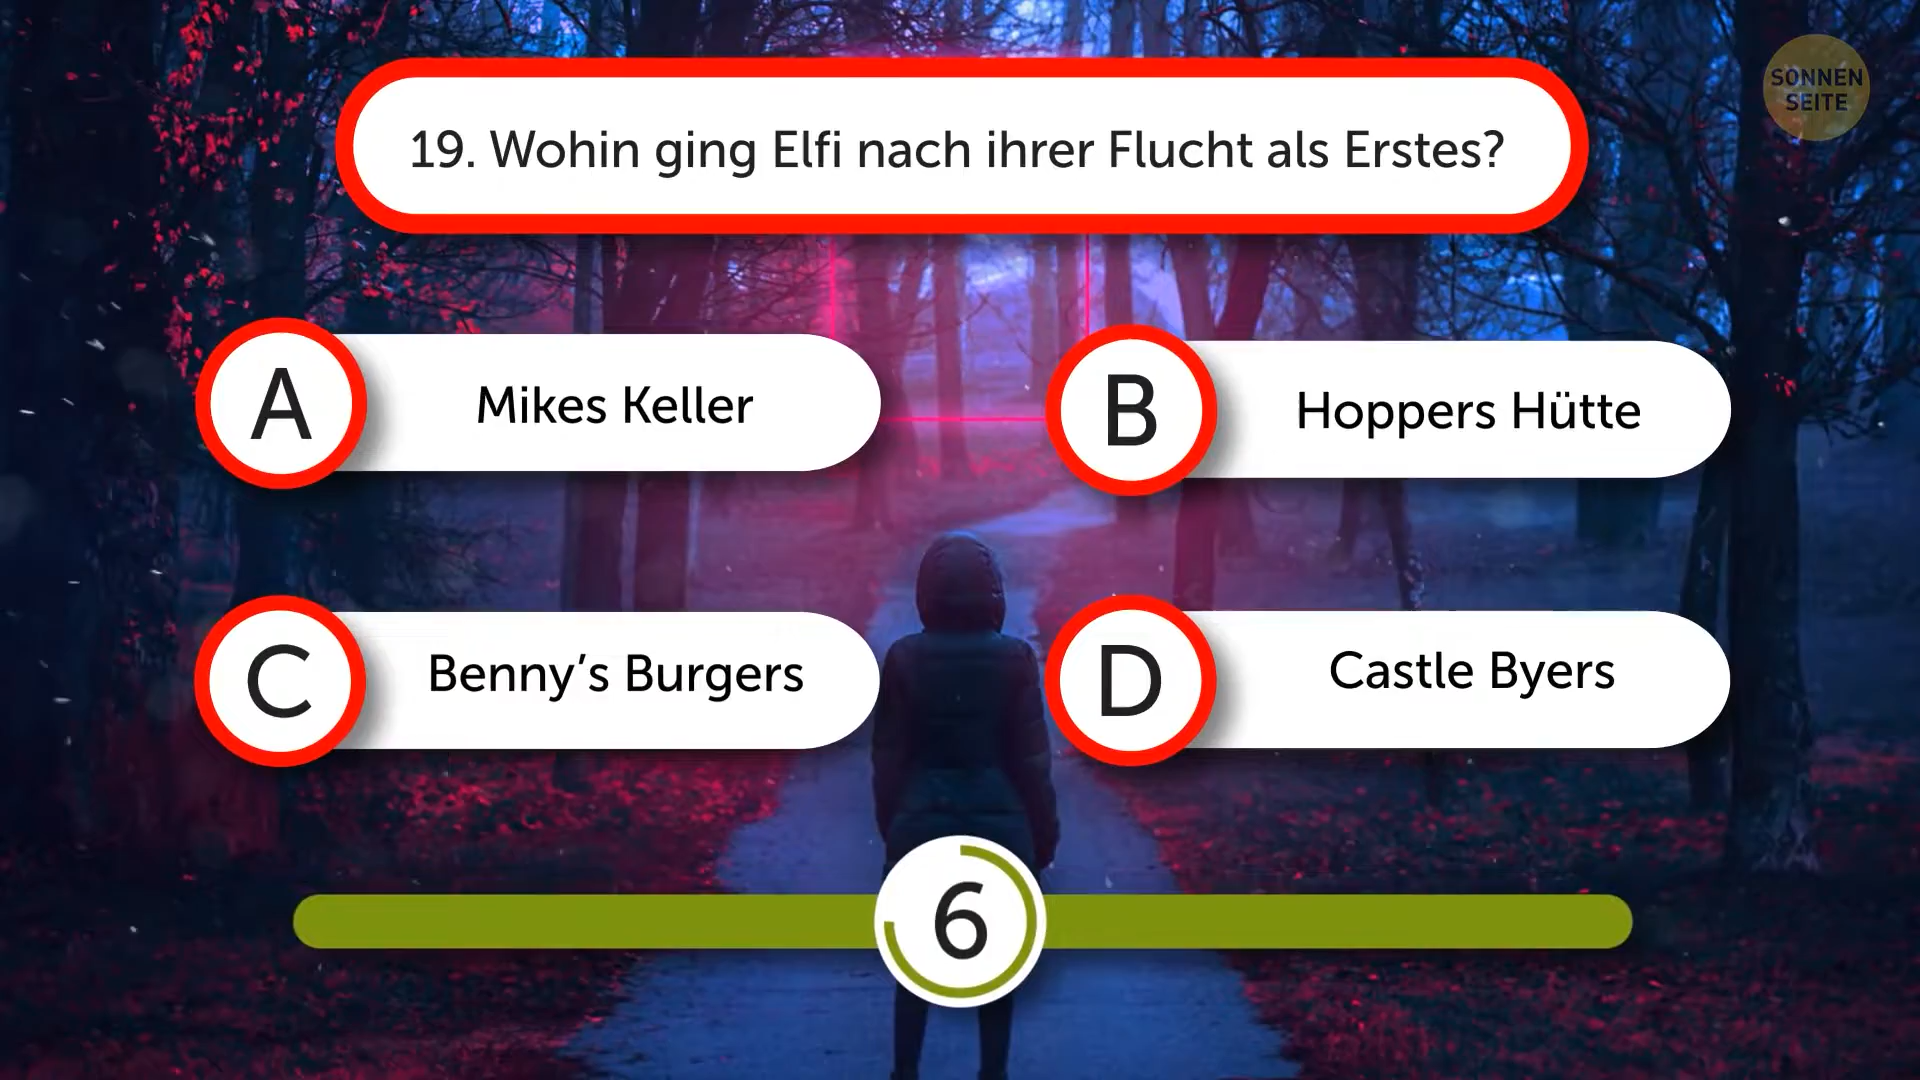 SONNEN
SEITE
19. Wohin ging Elfi nach ihrer Flucht als Erstes?
A
Mikes Keller
B
Hoppers Hütte
C
Benny’s Burgers
D
Castle Byers
6